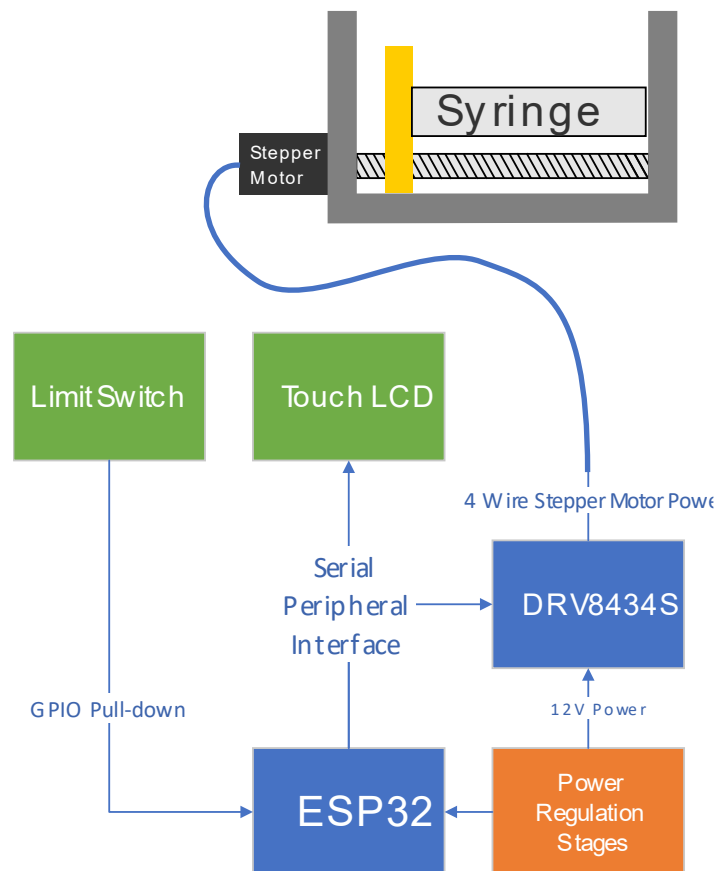 Syringe
Stepper
Motor
Limit Switch
Touch LCD
4 Wire Stepper Motor Powe
Serial
Peripheral
Interface
DRV8434S
GPIO Pull-down
12V Power
ESP32
Power
Regulation
Stages